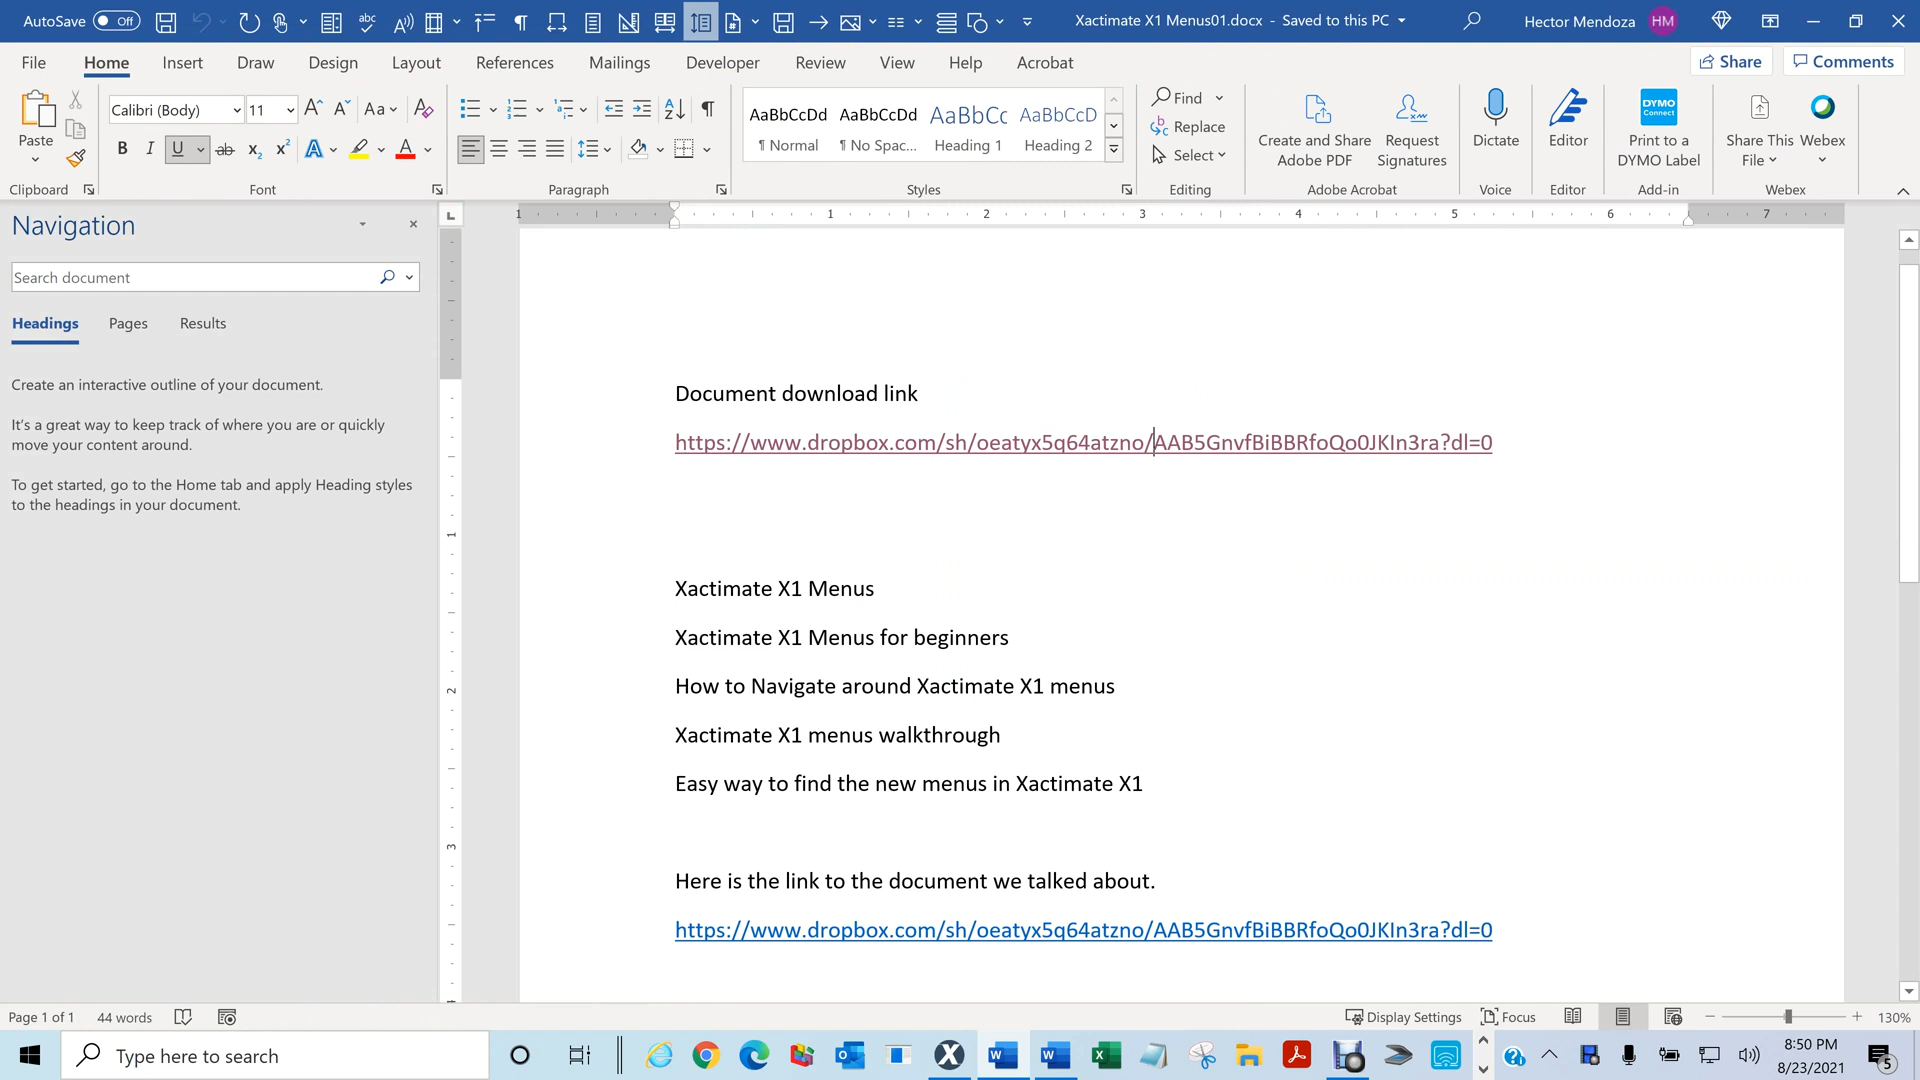 AutoSave Off Xactimate X1 Menus01.docx - Saved to this PC Hector Mendoza HM
File Home Insert Draw Design Layout References Mailings Developer Review View Help Acrobat Share Comments
Calibri (Body) 11 Aa
AaBbCcDd AaBbCcDd AaBbCc AaBbCcD
Find
Paste
Replace
Create and Share Request Dictate Editor Print to a Share This Webex
Normal No Spac... Heading 1 Heading 2
Select
Adobe PDF Signatures DYMO Label File
Clipboard Font Paragraph Styles Editing Adobe Acrobat Voice Editor Add-in Webex
Navigation
Search document
Headings Pages Results
Create an interactive outline of your document.
It's a great way to keep track of where you are or quickly
move your content around.
To get started, go to the Home tab and apply Heading styles
to the headings in your document.
Document download link
https://www.dropbox.com/sh/oeatyx5q64atzno/AAB5GnvfBiBBRfoQo0JKIn3ra?dl=0
Xactimate X1 Menus
Xactimate X1 Menus for beginners
How to Navigate around Xactimate X1 menus
Xactimate X1 menus walkthrough
Easy way to find the new menus in Xactimate X1
Here is the link to the document we talked about.
https://www.dropbox.com/sh/oeatyx5q64atzno/AAB5GnvfBiBBRfoQo0JKIn3ra?dl=0
Page 1 of 1 44 words Display Settings Focus 130%
Type here to search
8:50 PM
8/23/2021
5